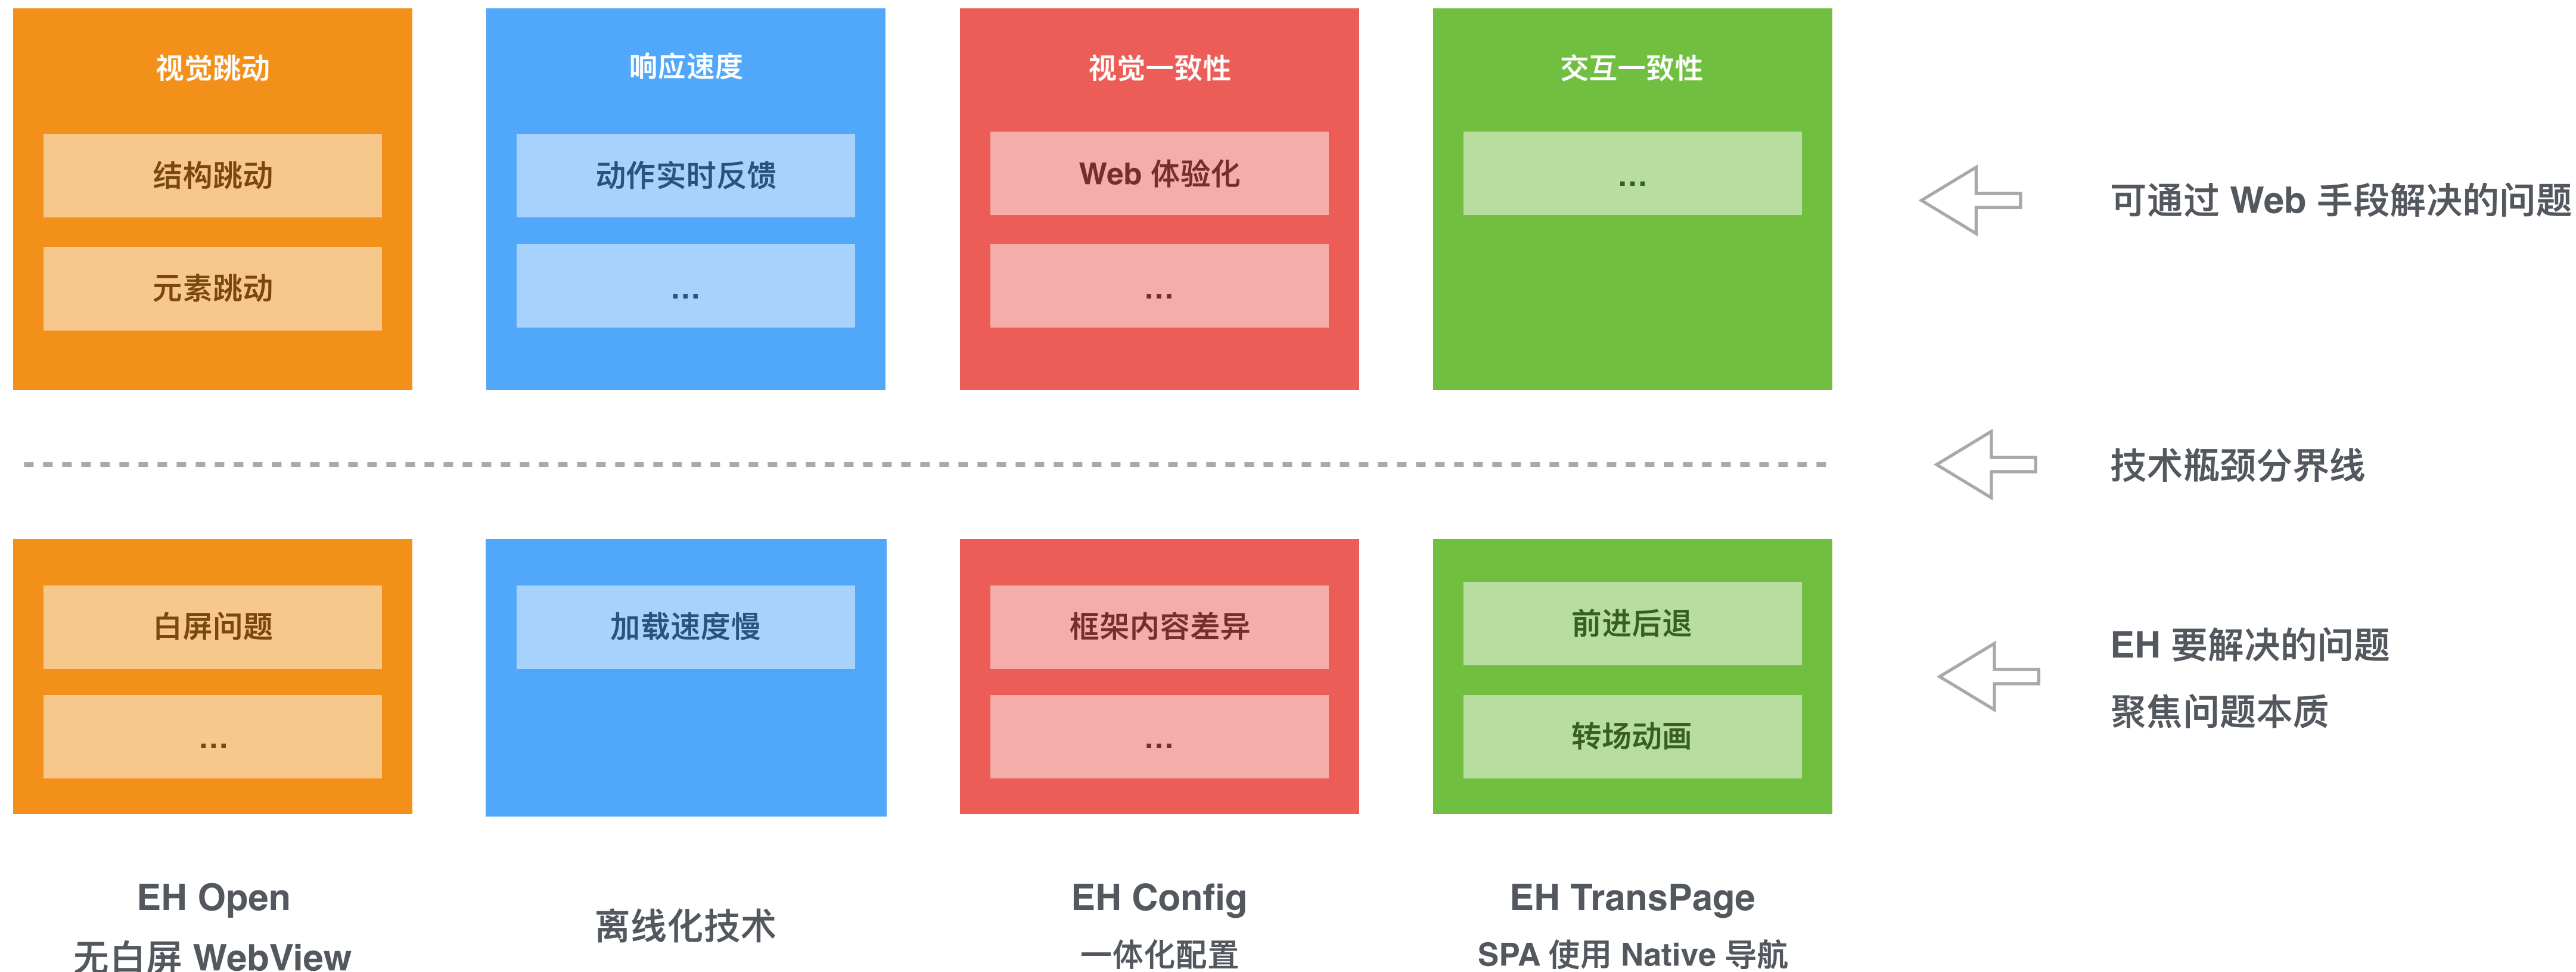 视觉跳动
响应速度
视觉一致性
交互一致性
结构跳动
动作实时反馈
Web 体验化
...
可通过 Web 手段解决的问题
元素跳动
...
...
技术瓶颈分界线
白屏问题
加载速度慢
框架内容差异
前进后退
EH 要解决的问题
聚焦问题本质
...
...
转场动画
EH Open
无白屏 WebView
离线化技术
EH Config
一体化配置
EH TransPage
SPA 使用 Native 导航